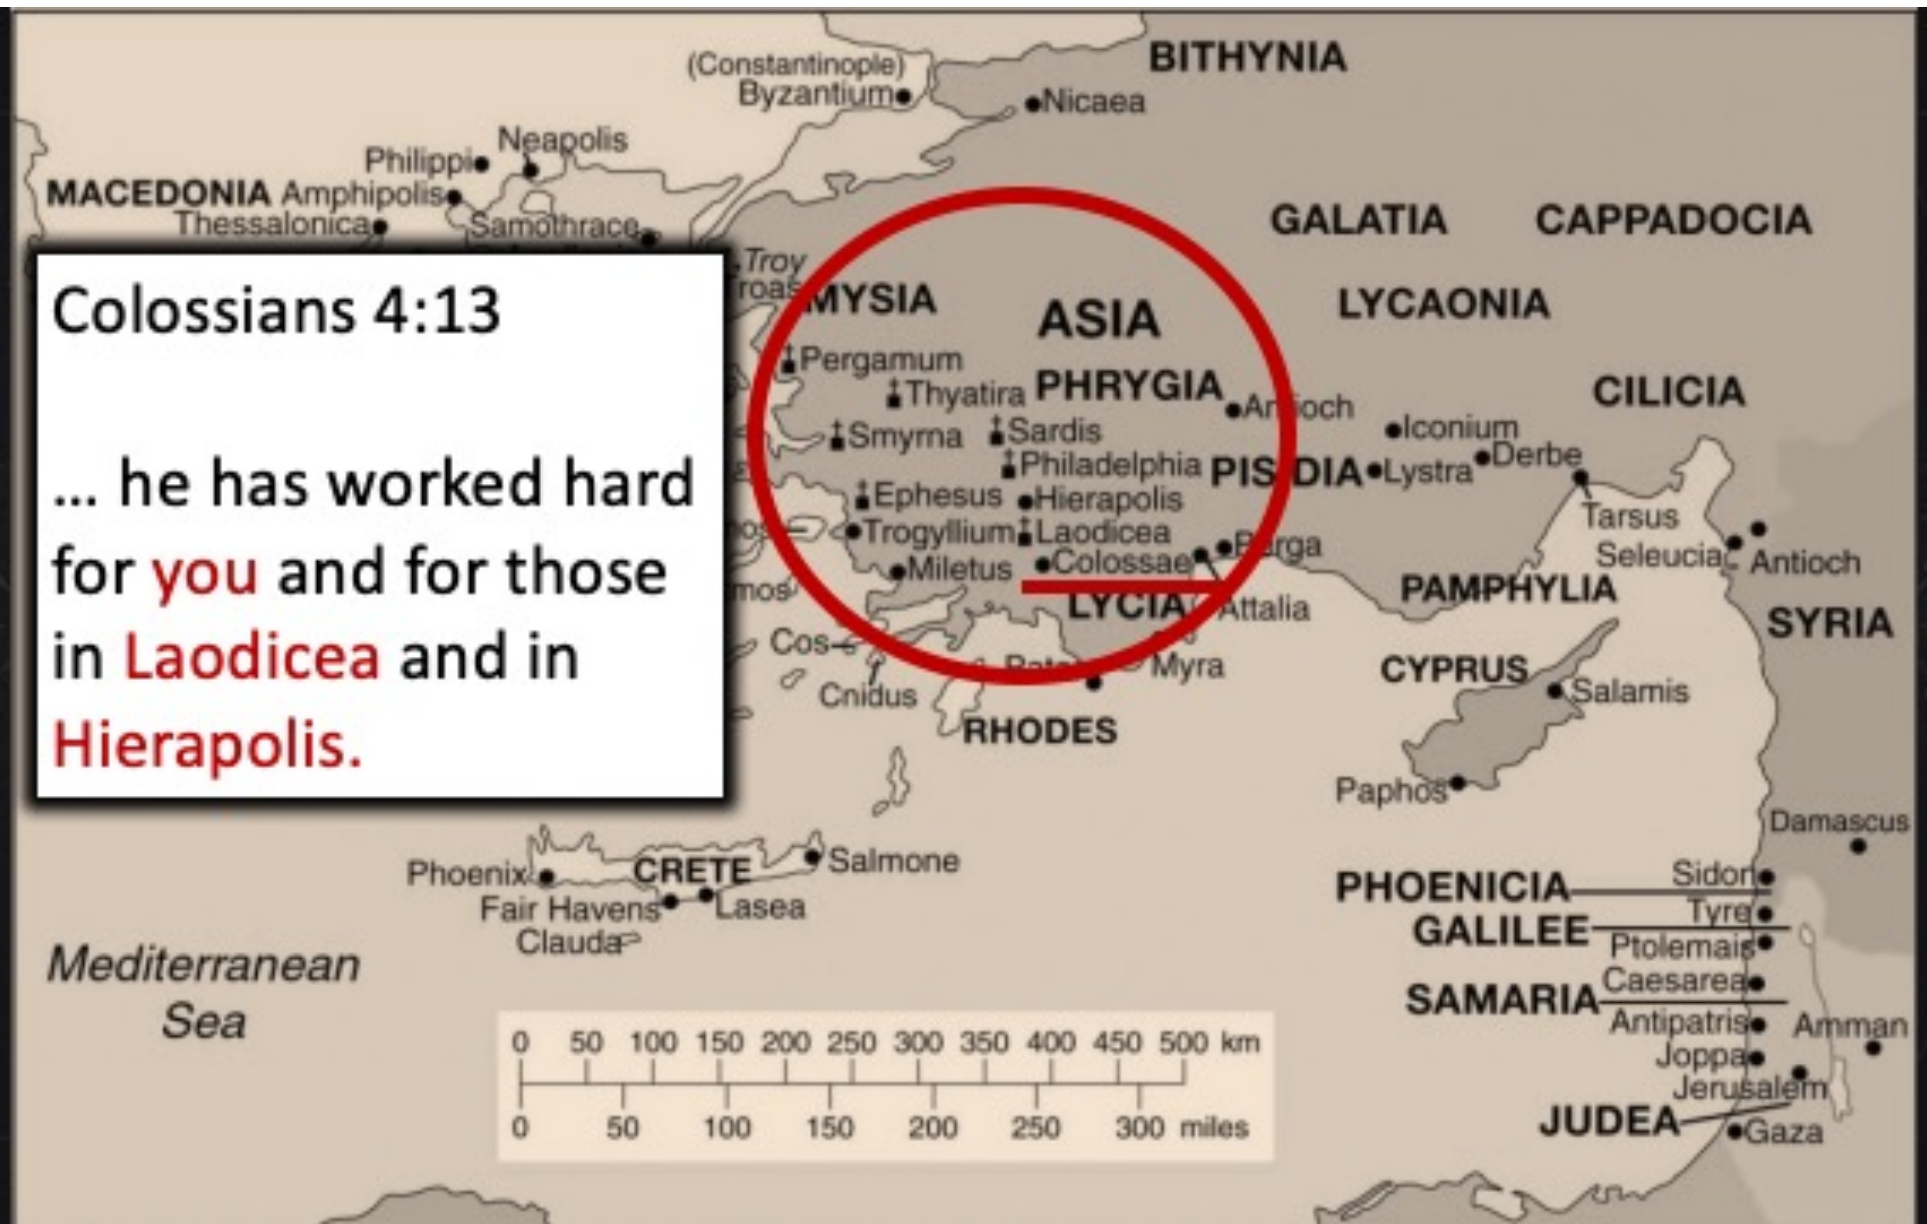 BITHYNIA
(Constantinople)
Byzantium
Nicaea
Neapolis
Philippi
MACEDONIA Amphipolis
Thessalonica
Samothrace
GALATIA
CAPPADOCIA
Troy
Troas
MYSIA
ASIA
LYCAONIA
Colossians 4:13
... he has worked hard
for you and for those
in Laodicea and in
Hierapolis.
Pergamum
Thyatira
PHRYGIA
CILICIA
Antioch
Smyrna
Sardis
Iconium
Philadelphia
PISIDIA
Lystra
Derbe
Ephesus
Hierapolis
Tarsus
Trogyllium
Laodicea
Perga
Seleucia
Antioch
Miletus
Colossae
PAMPHYLIA
LYCIA
Attalia
SYRIA
Cos
Cnidus
Myra
CYPRUS
Salamis
RHODES
Paphos
Damascus
Phoenix
CRETE
Salmone
Fair Havens
Lasea
Clauda
PHOENICIA
Sidon
Tyre
GALILEE
Ptolemais
Caesarea
SAMARIA
Antipatris
Amman
Joppa
Jerusalem
JUDEA
Gaza
Mediterranean
Sea
0 50 100 150 200 250 300 350 400 450 500 km
0 50 100 150 200 250 300 miles